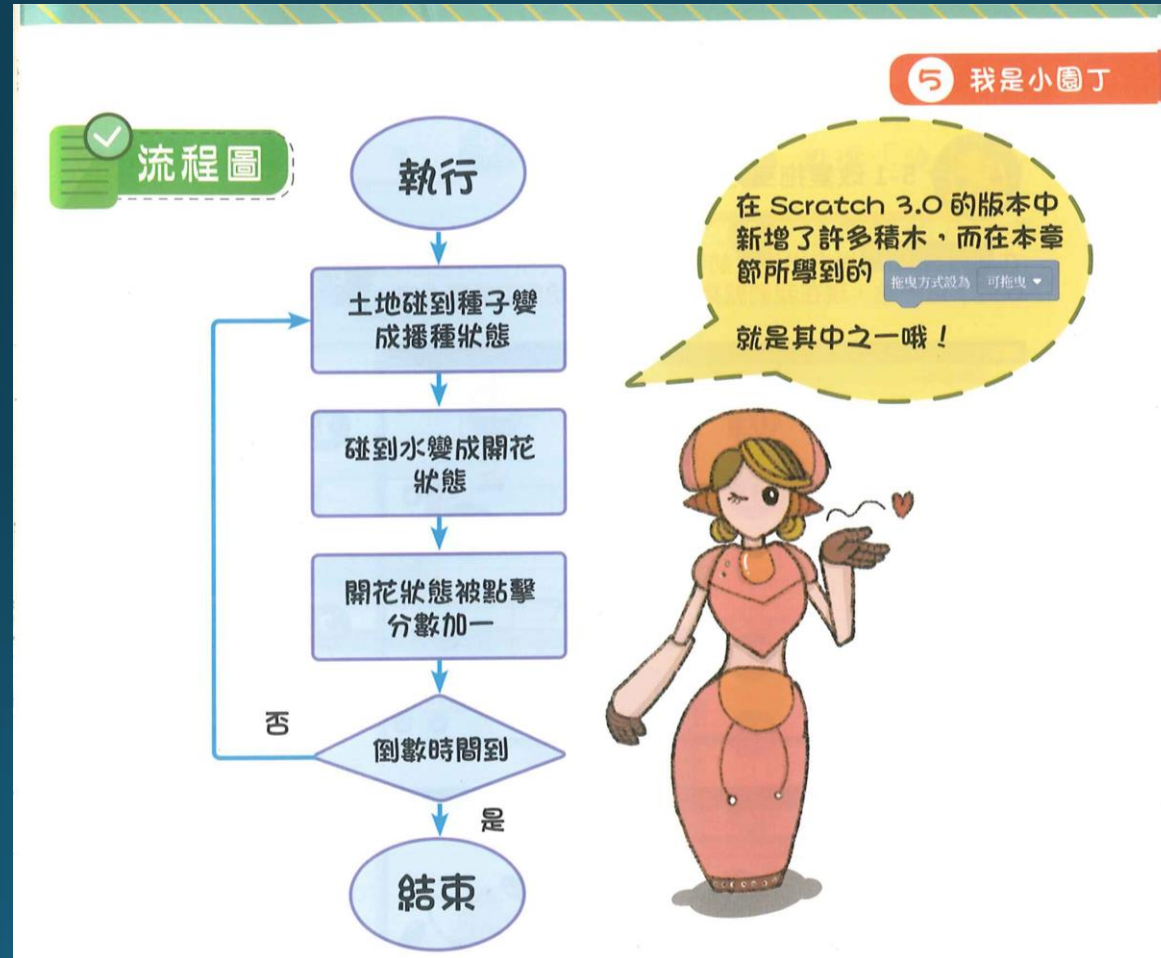 5 我是小園丁
流程圖
執行
土地碰到種子變
成播種狀態
碰到水變成開花
狀態
開花狀態被點擊
分數加一
否
倒數時間到
是
結束
在 Scratch 3.0 的版本中
新增了許多積木,而在本章
節所學到的 拖曳方式設為 可拖曳
就是其中之一哦!